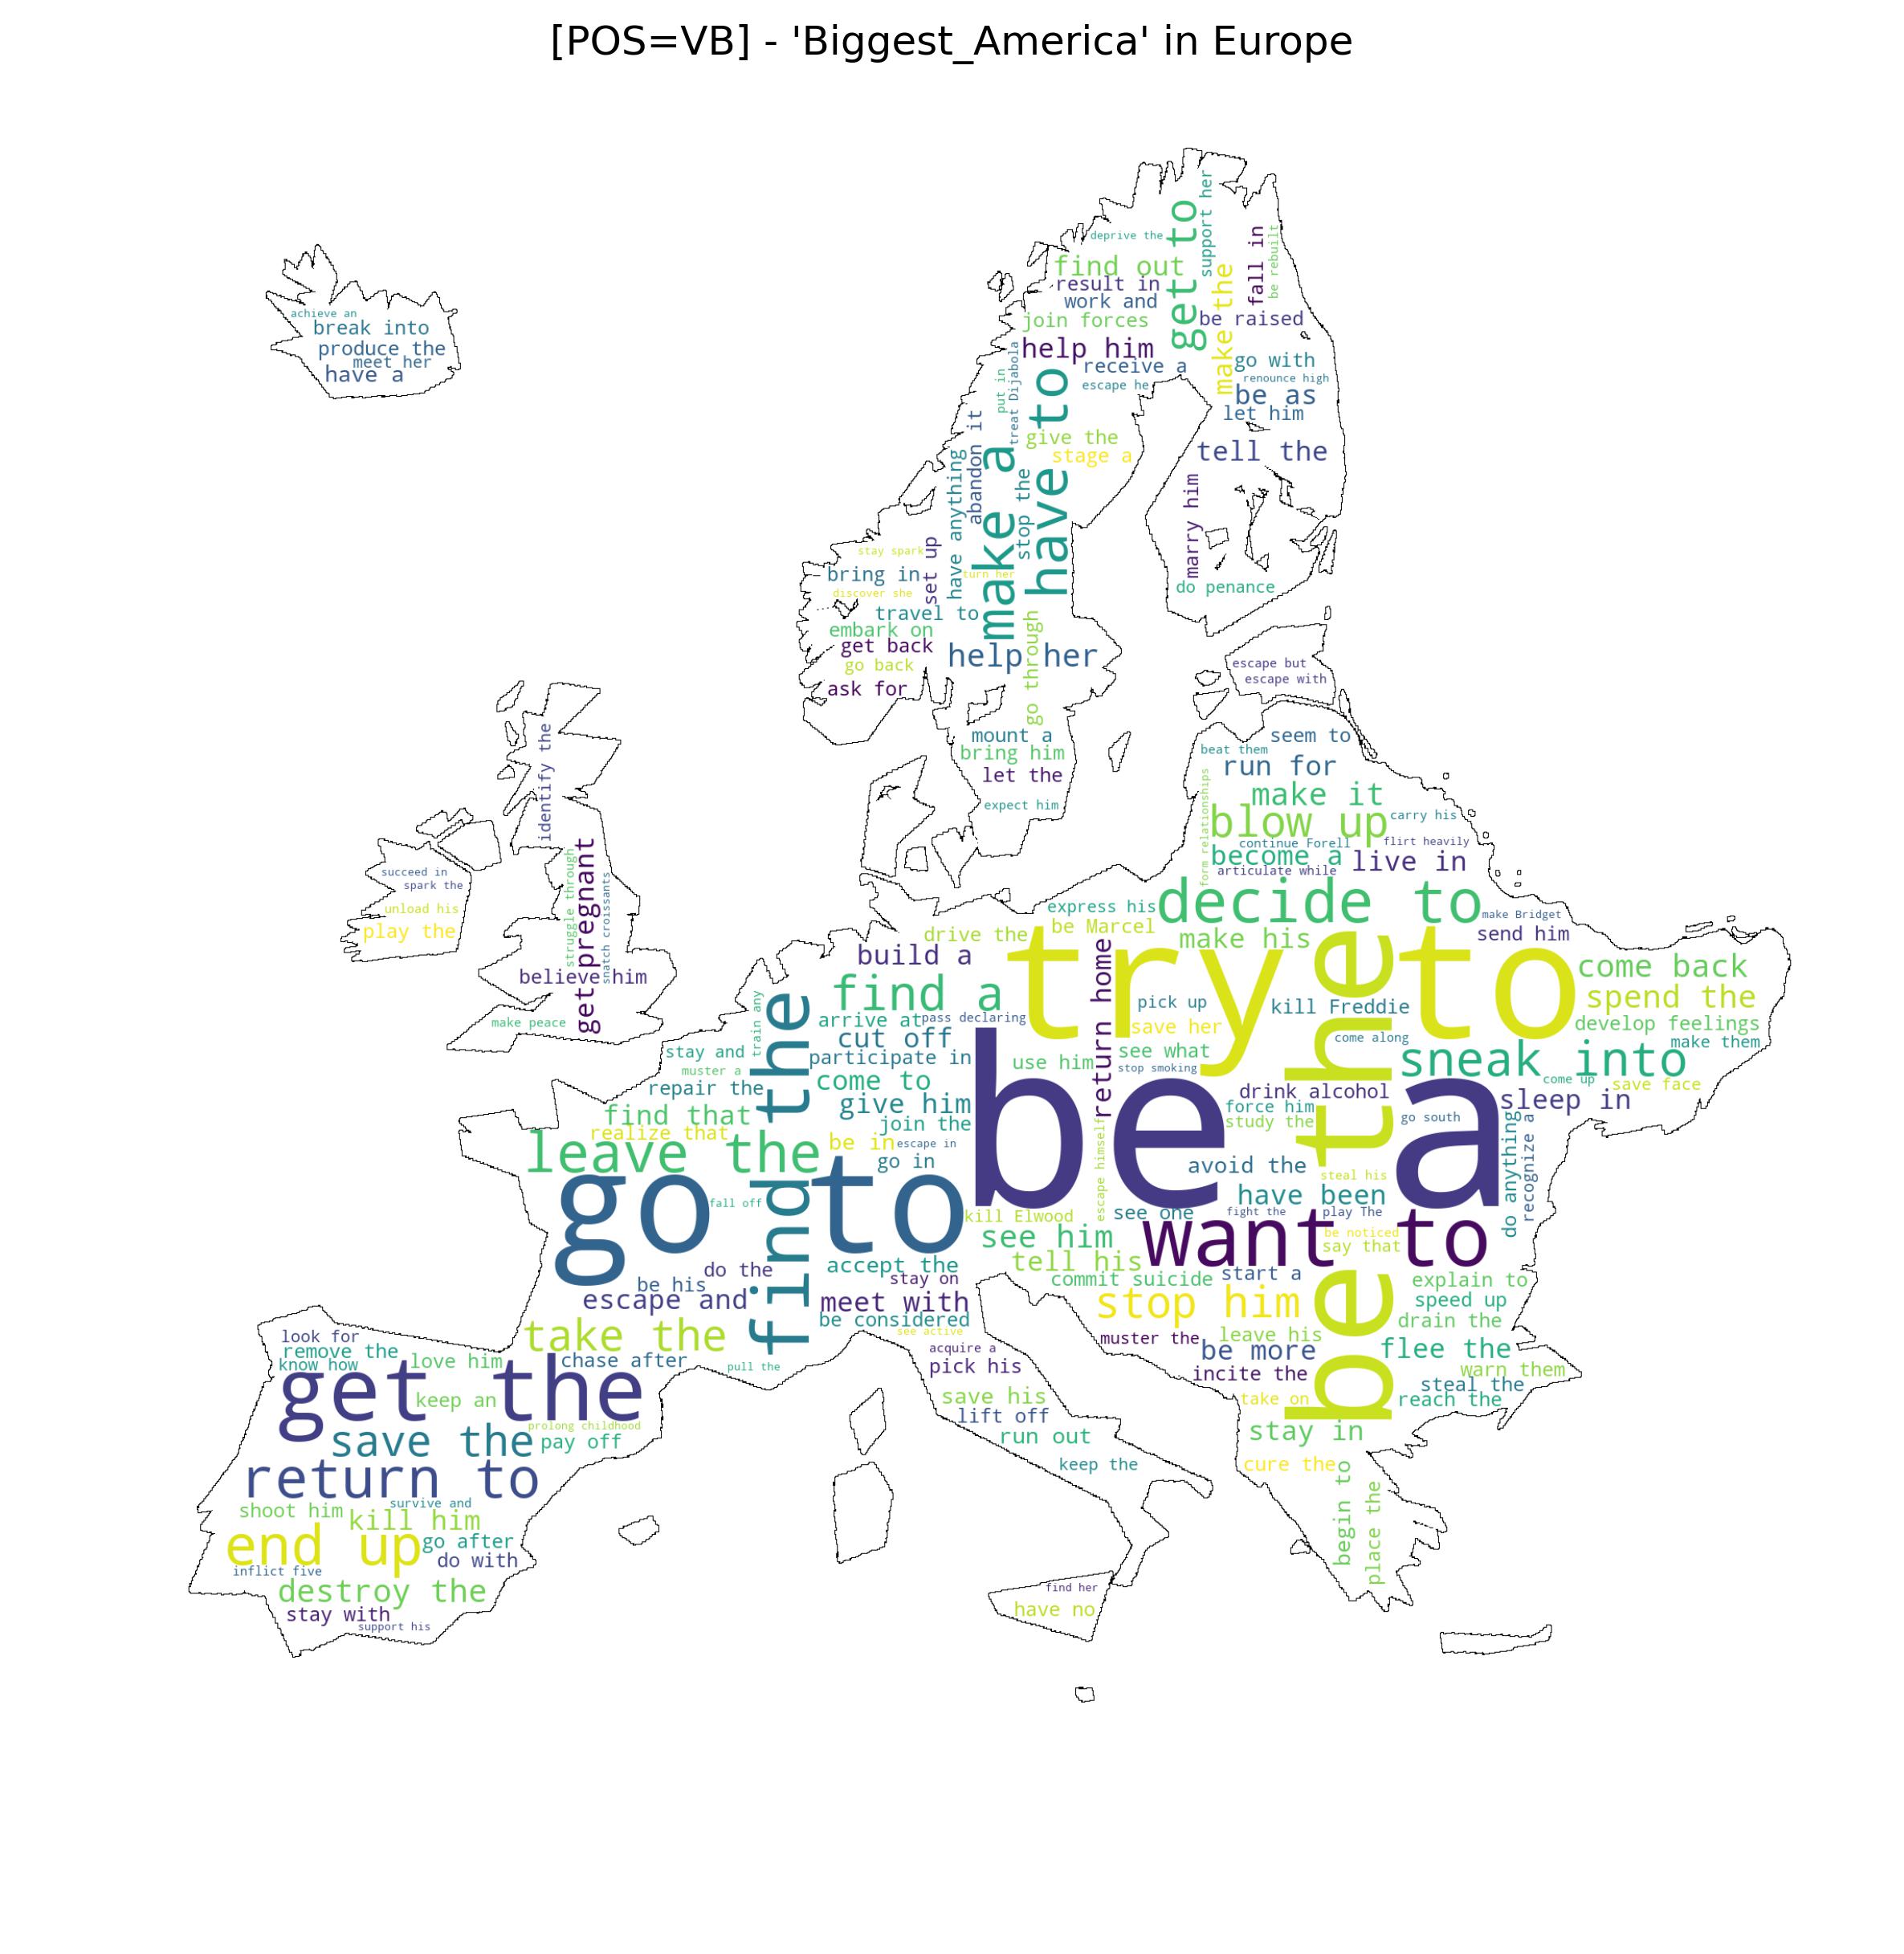 [POS=VB] - 'Biggest_America' in Europe
achieve an
break into
produce the
meet her
have a
deprive the
find out
result in
work and
join forces
help him
receive a
escape he
get to
support her
make the
fall in
be rebuilt
be raised
go with
renounce high
be as
let him
tell the
put in
treat Dijabola
have to
make a
abandon it
have anything
stop the
give the
stage a
marry him
do penance
stay spark
bring in
set up
turn her
discover she
travel to
embark on
get back
go back
ask for
help her
go through
mount a
bring him
let the
expect him
escape but
escape with
identify the
succeed in
spark the
unload his
play the
struggle through
get pregnant
snatch croissants
believe him
make peace
seem to
beat them
run for
make it
form relationships
blow up
carry his
continue Forell
flirt heavily
become a
live in
articulate while
decide to
express his
be Marcel
make Bridget
send him
drive the
make his
build a
try to
be the
return home
come back
find a
spend the
pick up
kill Freddie
train any
find the
arrive at
pass declaring
save her
develop feelings
cut off
come along
make them
stay and
participate in
use him
see what
sneak into
muster a
stop smoking
come up
save face
repair the
come to
drink alcohol
sleep in
give him
force him
find that
join the
study the
go south
realize that
be in
escape in
be a
do anything
recognize a
leave the
go in
avoid the
escape himself
steal his
go to
have been
fall off
kill Elwood
see one
fight the
play The
want to
see him
be noticed
say that
tell his
do the
accept the
be his
stay on
commit suicide
start a
explain to
escape and
meet with
stop him
speed up
be considered
drain the
take the
see active
muster the
leave his
look for
remove the
be more
flee the
know how
love him
chase after
pull the
acquire a
pick his
incite the
warn them
get the
keep an
steal the
save his
take on
reach the
prolong childhood
lift off
save the
pay off
run out
stay in
return to
keep the
cure the
begin to
place the
survive and
shoot him
kill him
end up
go after
do with
inflict five
destroy the
find her
stay with
have no
support his